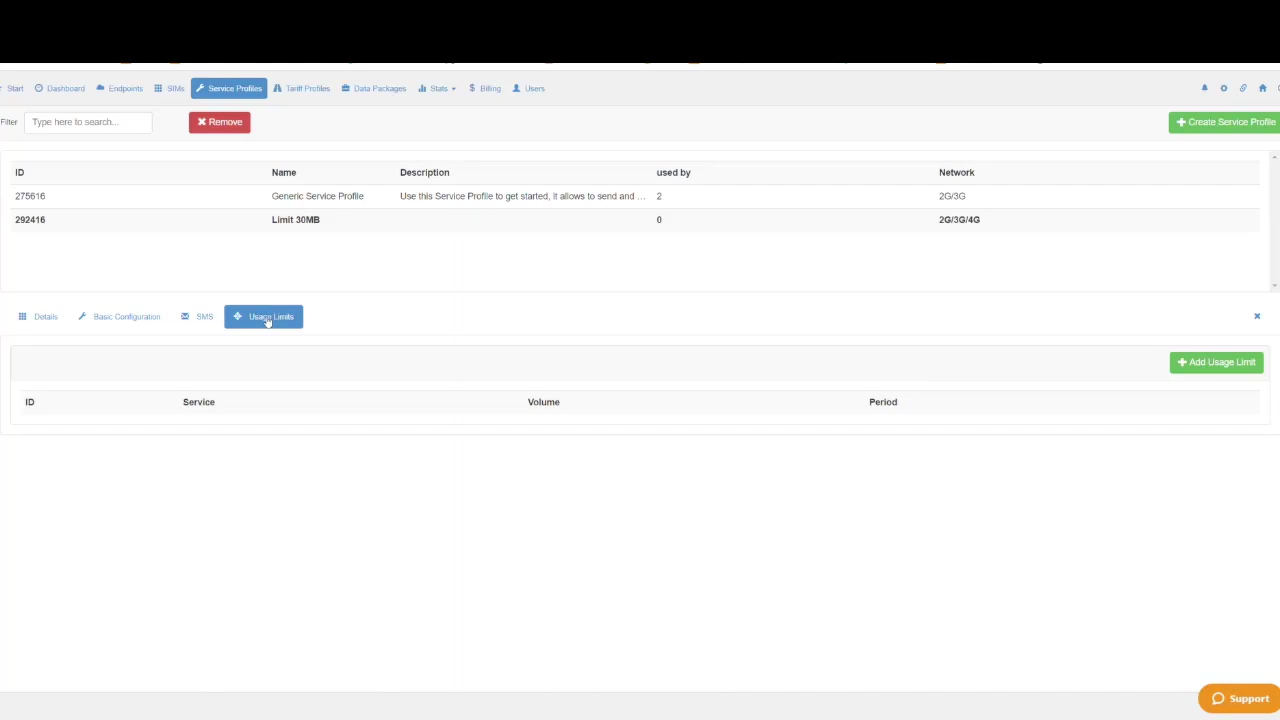 Start Dashboard Endpoints SIMs Service Profiles Tariff Profiles Data Packages Stats Billing Users
Filter Type here to search... Remove Create Service Profile
ID Name Description used by Network
275616 Generic Service Profile Use this Service Profile to get started, it allows to send and ... 2 2G/3G
292416 Limit 30MB 0 2G/3G/4G
Details Basic Configuration SMS Usage Limits
Add Usage Limit
ID Service Volume Period
Support